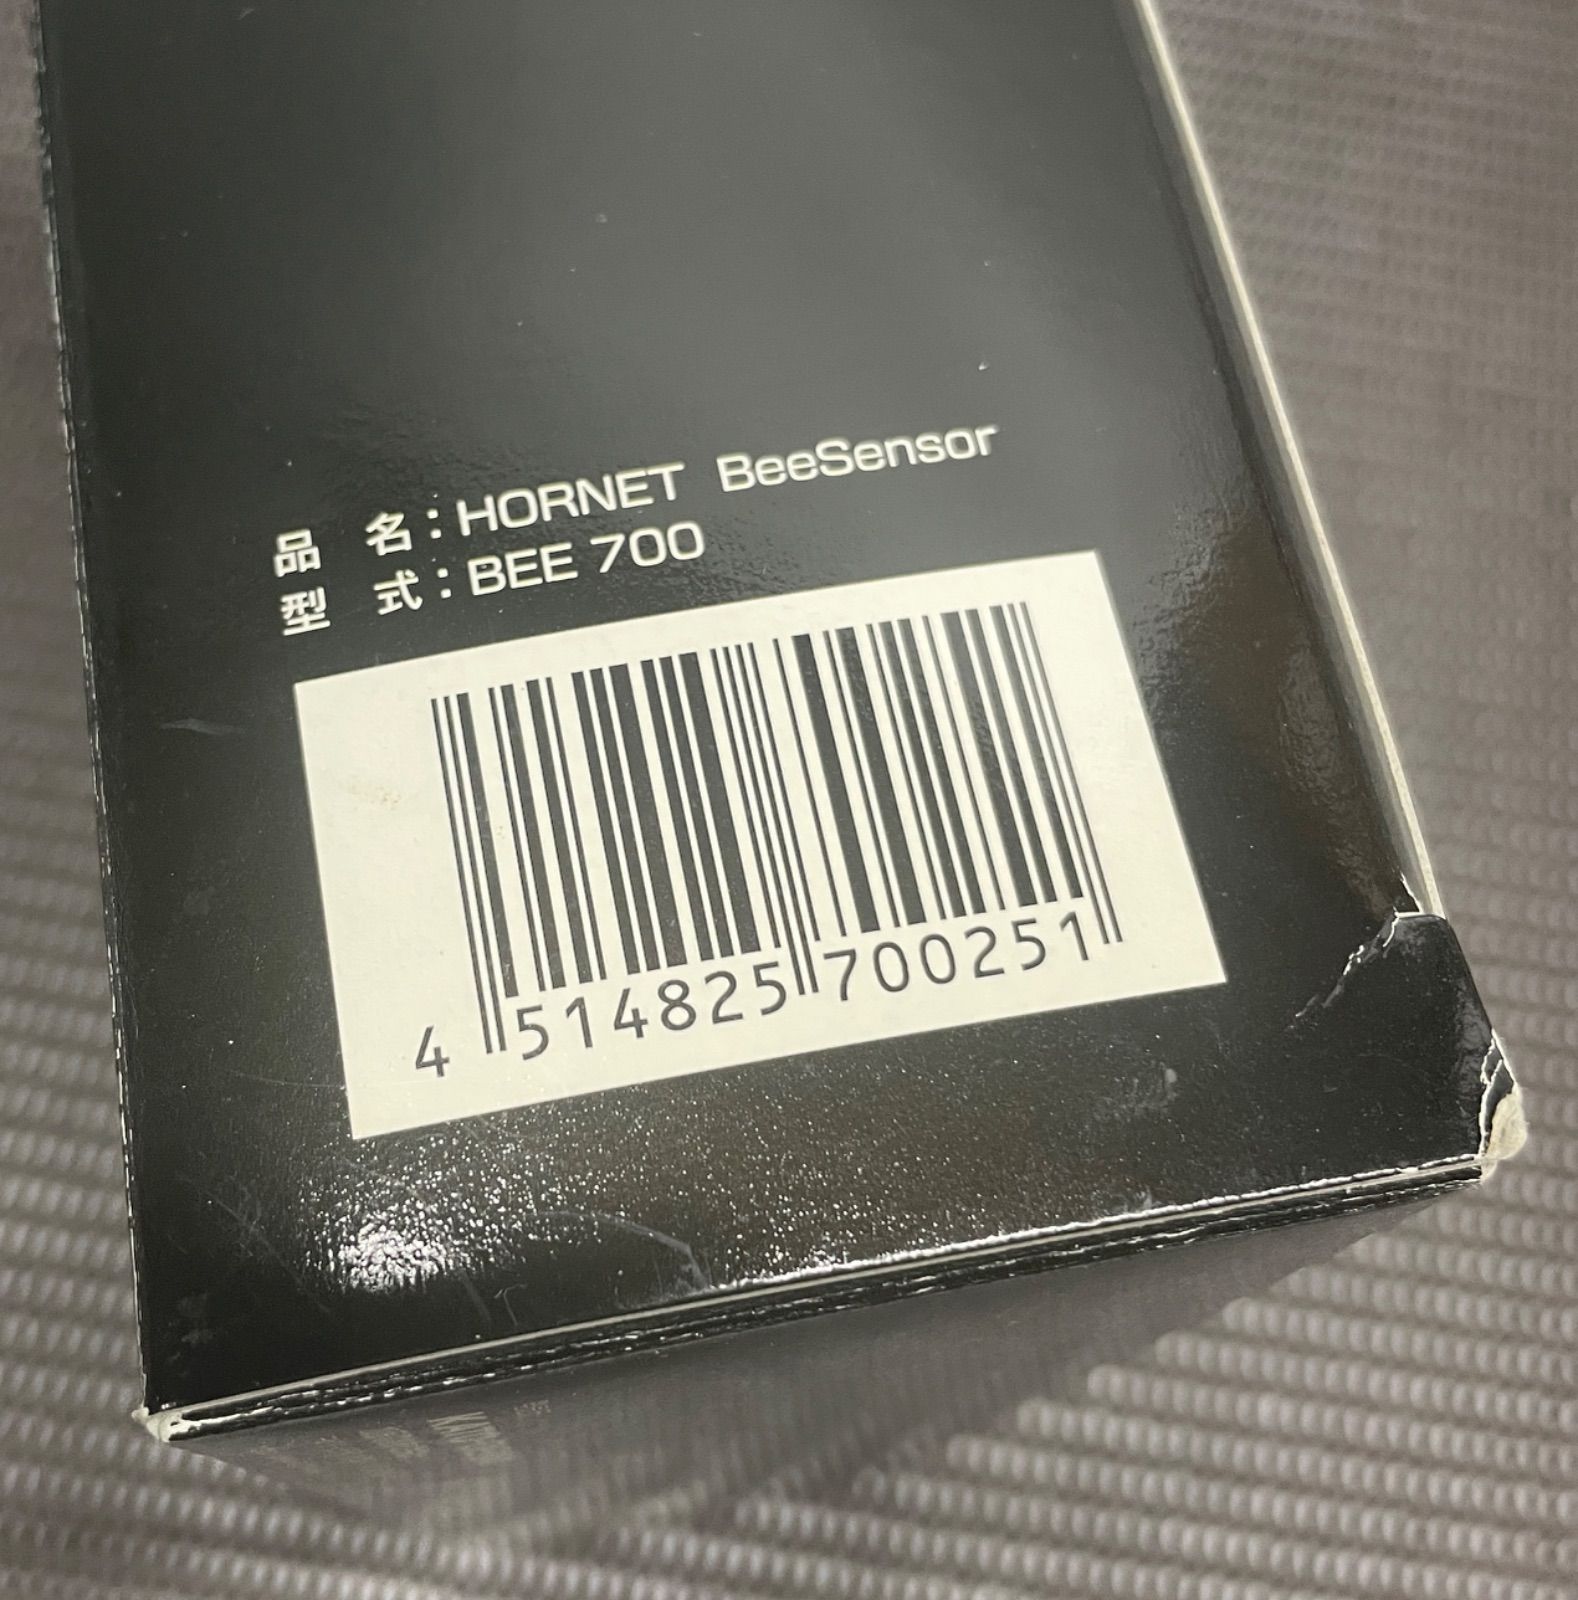 品 名：HORNET BeeSensor
型 式：BEE 700
4 514825 700251